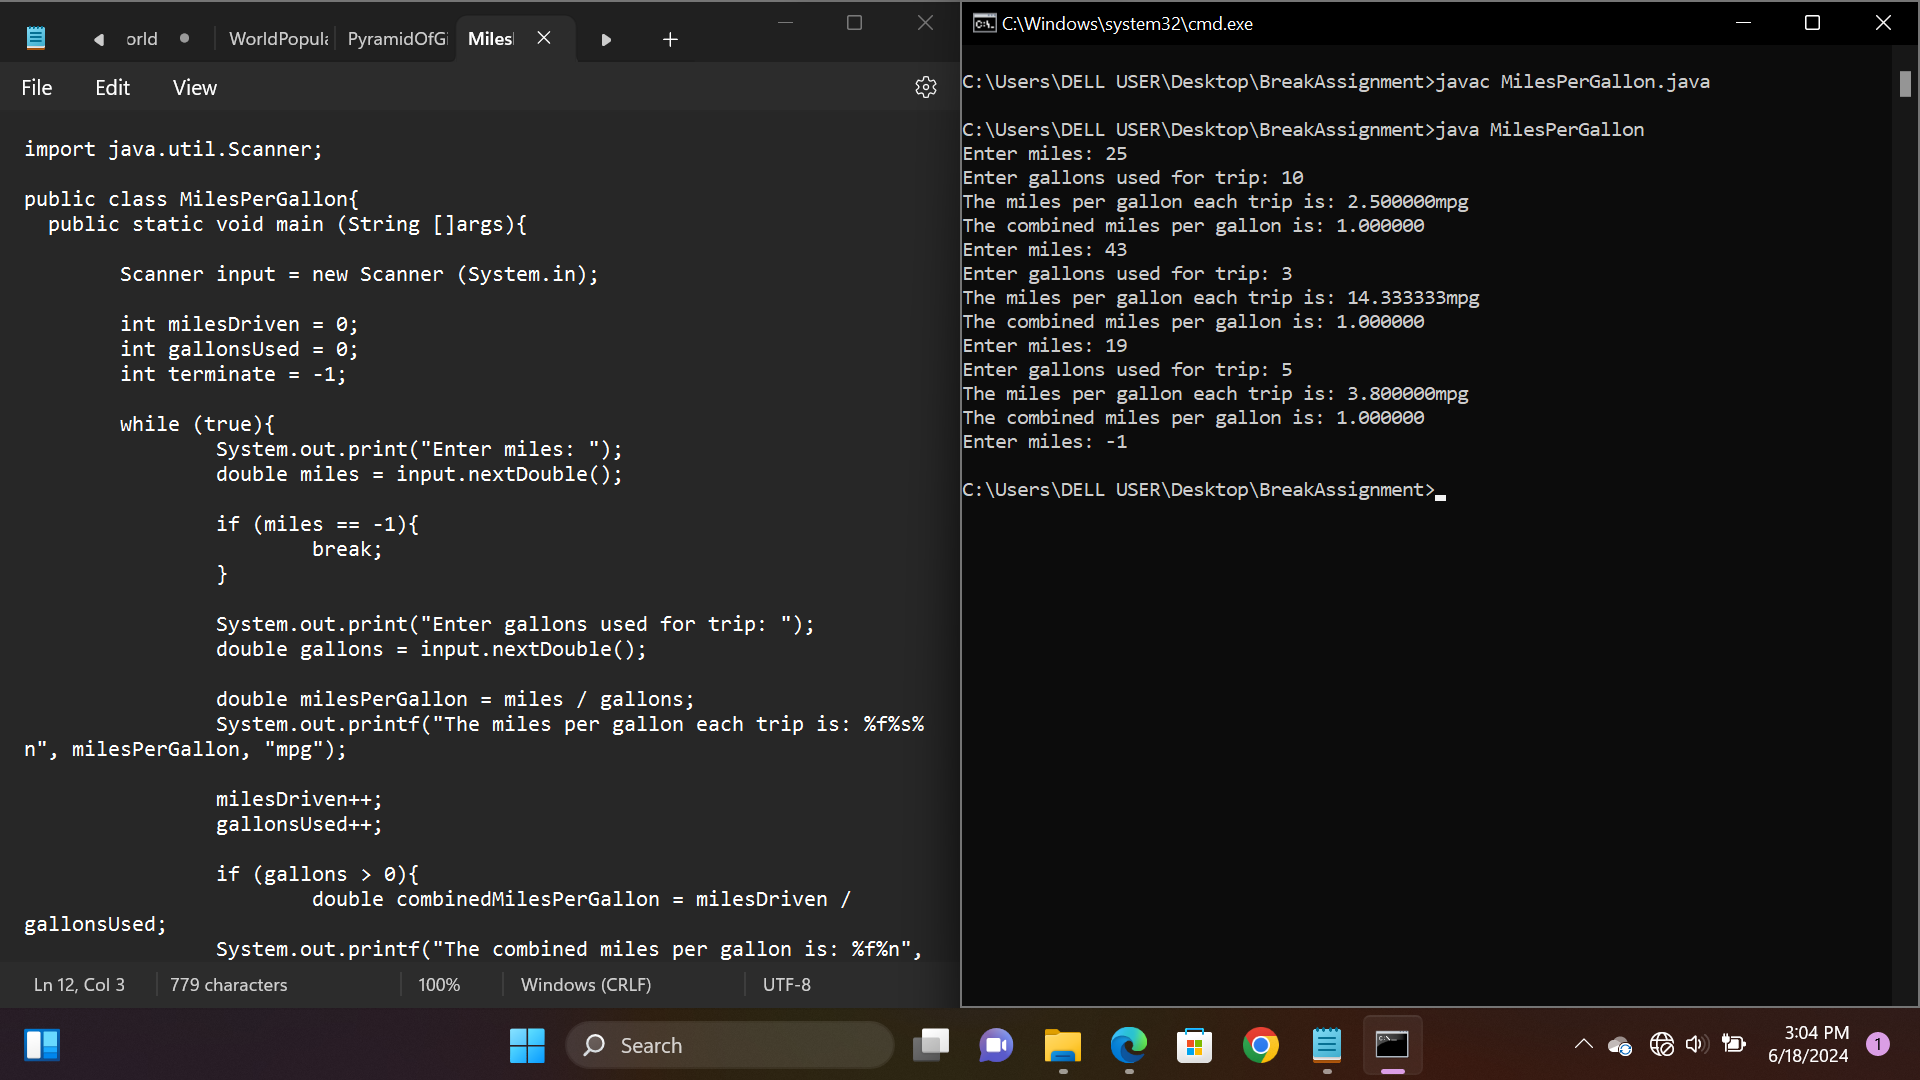 orld
WorldPopula
PyramidOfGi
Miles
File
Edit
View
import java.util.Scanner;
public class MilesPerGallon{
public static void main (String []args){
Scanner input = new Scanner (System.in);
int milesDriven = 0;
int gallonsUsed = 0;
int terminate = -1;
while (true){
System.out.print("Enter miles: ");
double miles = input.nextDouble();
if (miles == -1){
break;
}
System.out.print("Enter gallons used for trip: ");
double gallons = input.nextDouble();
double milesPerGallon = miles / gallons;
System.out.printf("The miles per gallon each trip is: %f%s%
n", milesPerGallon, "mpg");
milesDriven++;
gallonsUsed++;
if (gallons > 0){
double combinedMilesPerGallon = milesDriven /
gallonsUsed;
System.out.printf("The combined miles per gallon is: %f%n",
Ln 12, Col 3
779 characters
100%
Windows (CRLF)
UTF-8
C:\Windows\system32\cmd.exe
C:\Users\DELL USER\Desktop\BreakAssignment>javac MilesPerGallon.java
C:\Users\DELL USER\Desktop\BreakAssignment>java MilesPerGallon
Enter miles: 25
Enter gallons used for trip: 10
The miles per gallon each trip is: 2.500000mpg
The combined miles per gallon is: 1.000000
Enter miles: 43
Enter gallons used for trip: 3
The miles per gallon each trip is: 14.333333mpg
The combined miles per gallon is: 1.000000
Enter miles: 19
Enter gallons used for trip: 5
The miles per gallon each trip is: 3.800000mpg
The combined miles per gallon is: 1.000000
Enter miles: -1
C:\Users\DELL USER\Desktop\BreakAssignment>
Search
3:04 PM
6/18/2024
1